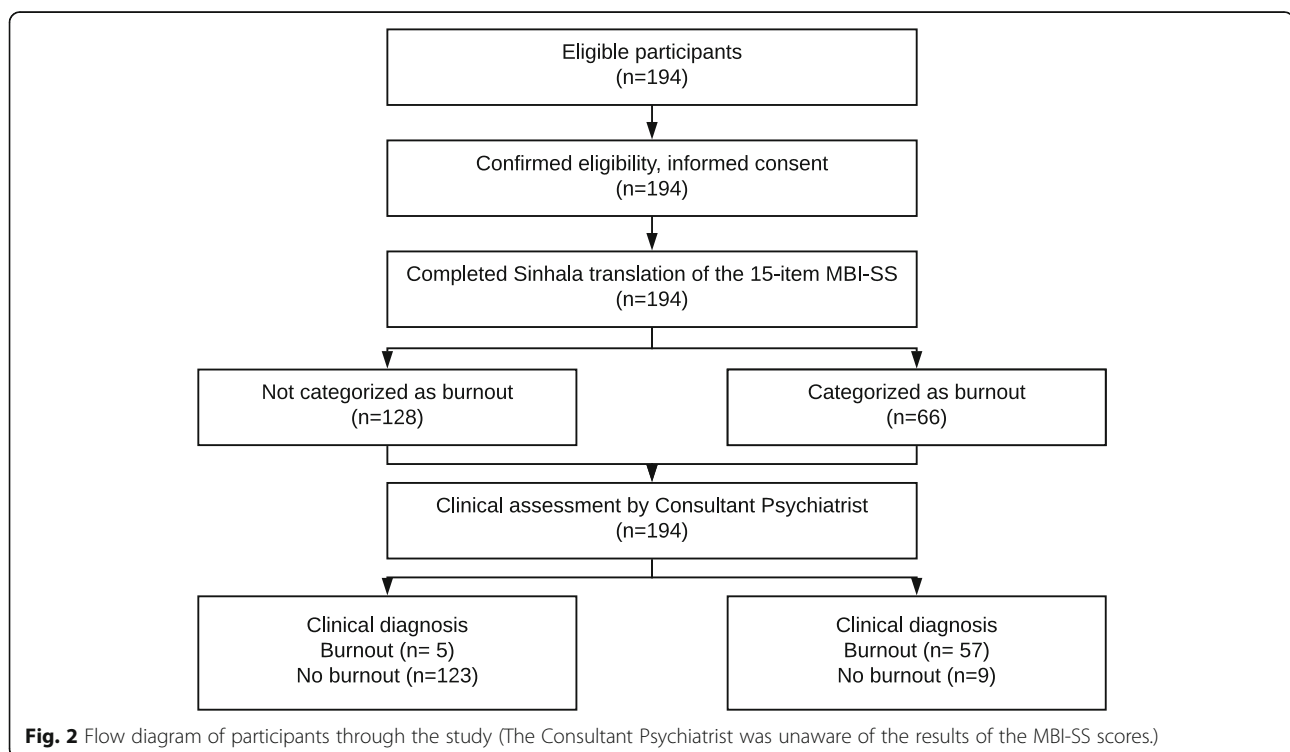 Eligible participants
(n=194)
Confirmed eligibility, informed consent
(n=194)
Completed Sinhala translation of the 15-item MBI-SS
(n=194)
Not categorized as burnout
(n=128)
Categorized as burnout
(n=66)
Clinical assessment by Consultant Psychiatrist
(n=194)
Clinical diagnosis
Burnout (n= 5)
No burnout (n=123)
Clinical diagnosis
Burnout (n= 57)
No burnout (n=9)
Fig. 2 Flow diagram of participants through the study (The Consultant Psychiatrist was unaware of the results of the MBI-SS scores.)